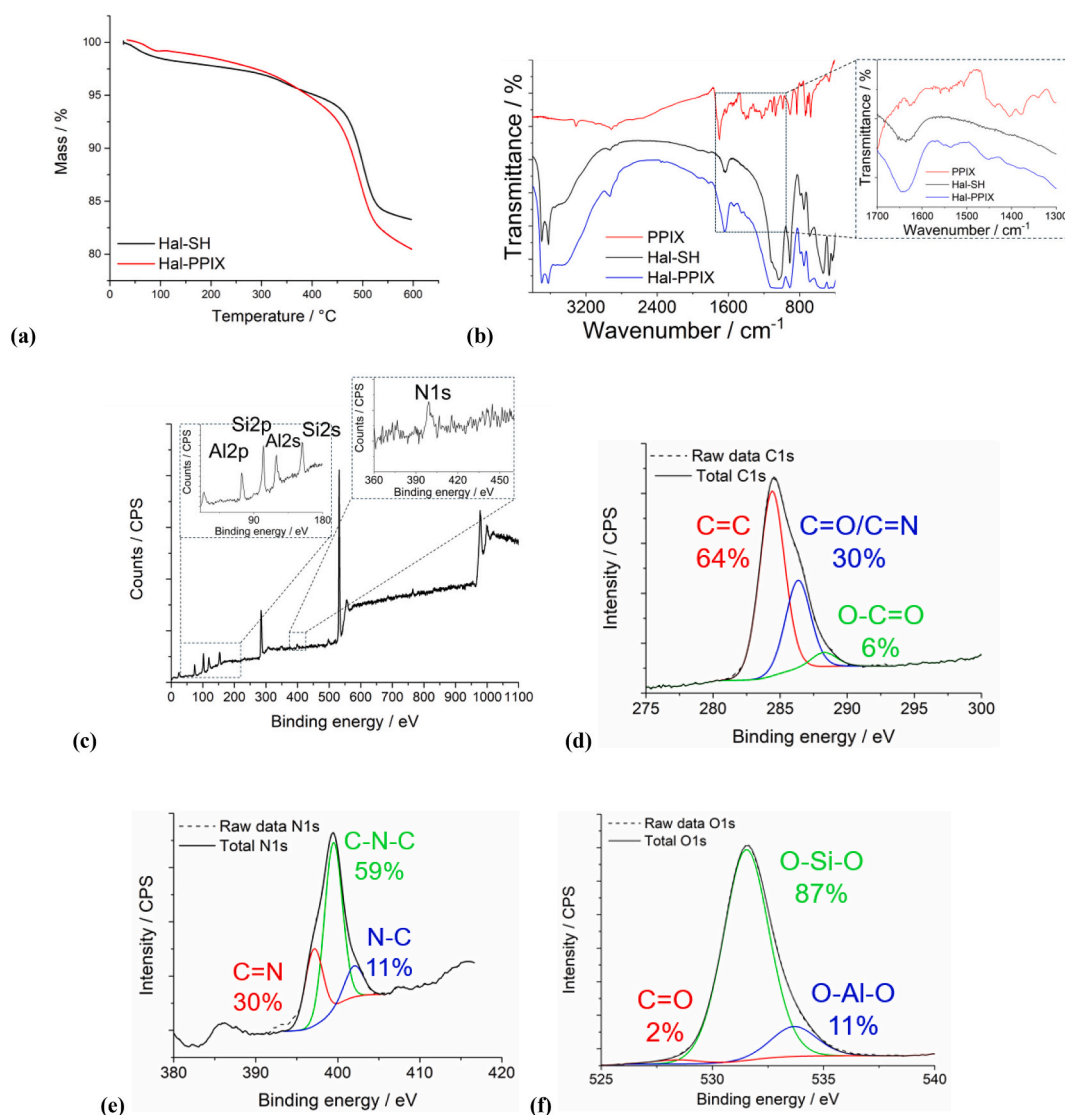 100
95
90
85
80
Mass / %
Hal-SH
Hal-PPIX
0
100
200
300
400
500
600
Temperature / °C
(a)
Transmittance / %
PPIX
Hal-SH
Hal-PPIX
3200
2400
1600
800
Wavenumber / cm-1
Transmittance / %
PPIX
Hal-SH
Hal-PPIX
1700
1600
1500
1400
1300
Wavenumber / cm-1
(b)
Counts / CPS
Counts / CPS
Al2p
Si2p
Al2s
Si2s
90
180
Binding energy / eV
Counts / CPS
N1s
360
390
420
450
Binding energy / eV
0
100
200
300
400
500
600
700
800
900
1000
1100
Binding energy / eV
(c)
Intensity / CPS
Raw data C1s
Total C1s
C=C
64%
C=O/C=N
30%
O-C=O
6%
275
280
285
290
295
300
Binding energy / eV
(d)
Intensity / CPS
Raw data N1s
Total N1s
C-N-C
59%
N-C
11%
C=N
30%
380
390
400
410
420
Binding energy / eV
(e)
Intensity / CPS
Raw data O1s
Total O1s
O-Si-O
87%
O-Al-O
11%
C=O
2%
525
530
535
540
Binding energy / eV
(f)